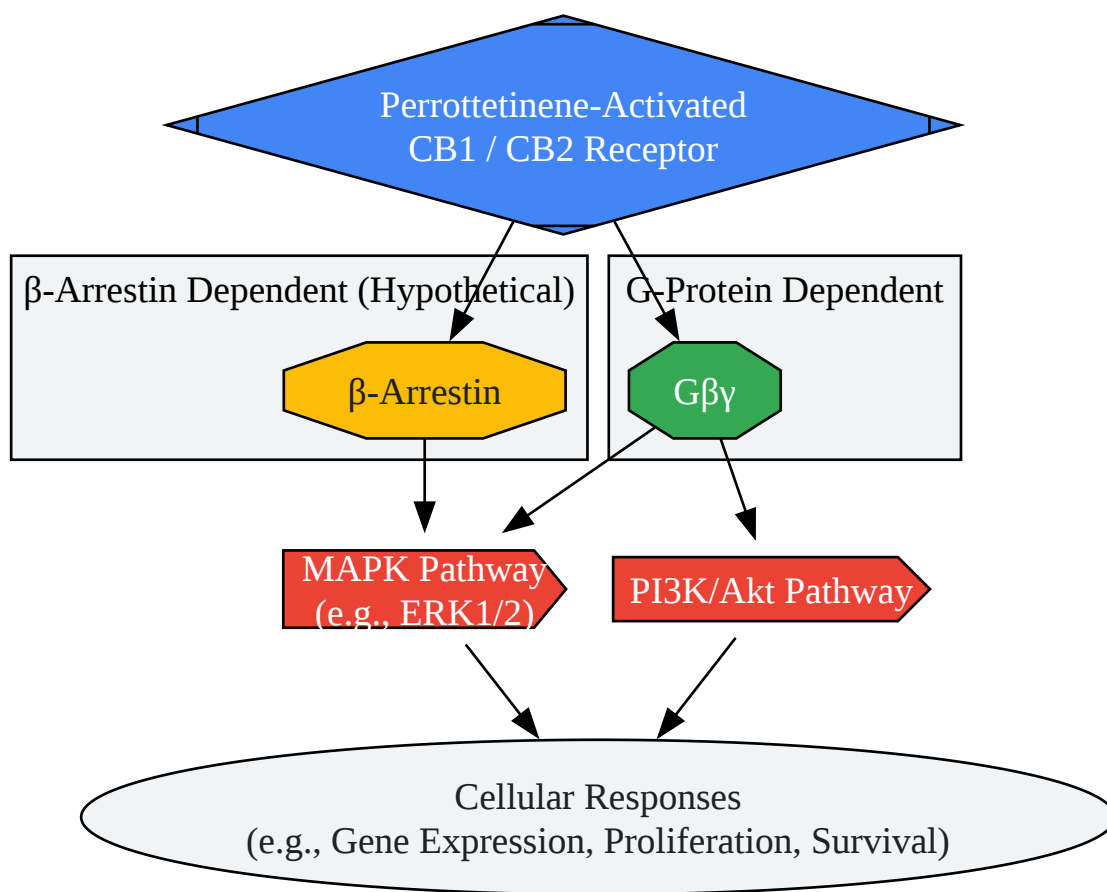 Perrottetinene-Activated
CB1 / CB2 Receptor
β-Arrestin Dependent (Hypothetical)
G-Protein Dependent
β-Arrestin
Gβγ
MAPK Pathway
(e.g., ERK1/2)
PI3K/Akt Pathway
Cellular Responses
(e.g., Gene Expression, Proliferation, Survival)